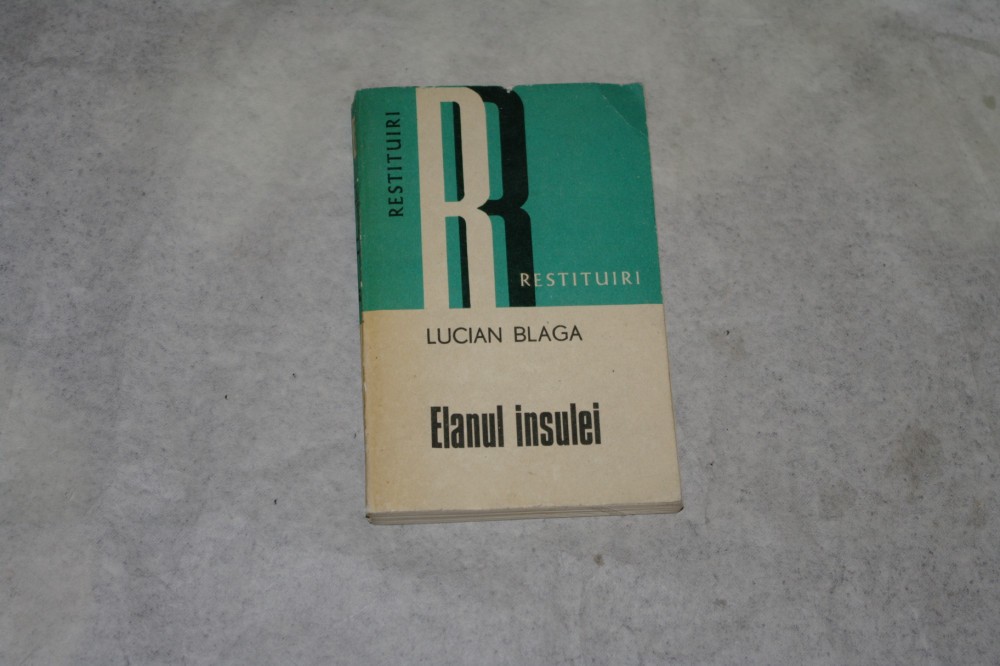 RESTITUIRI
R
RESTITUIRI
LUCIAN BLAGA
Elanul insulei